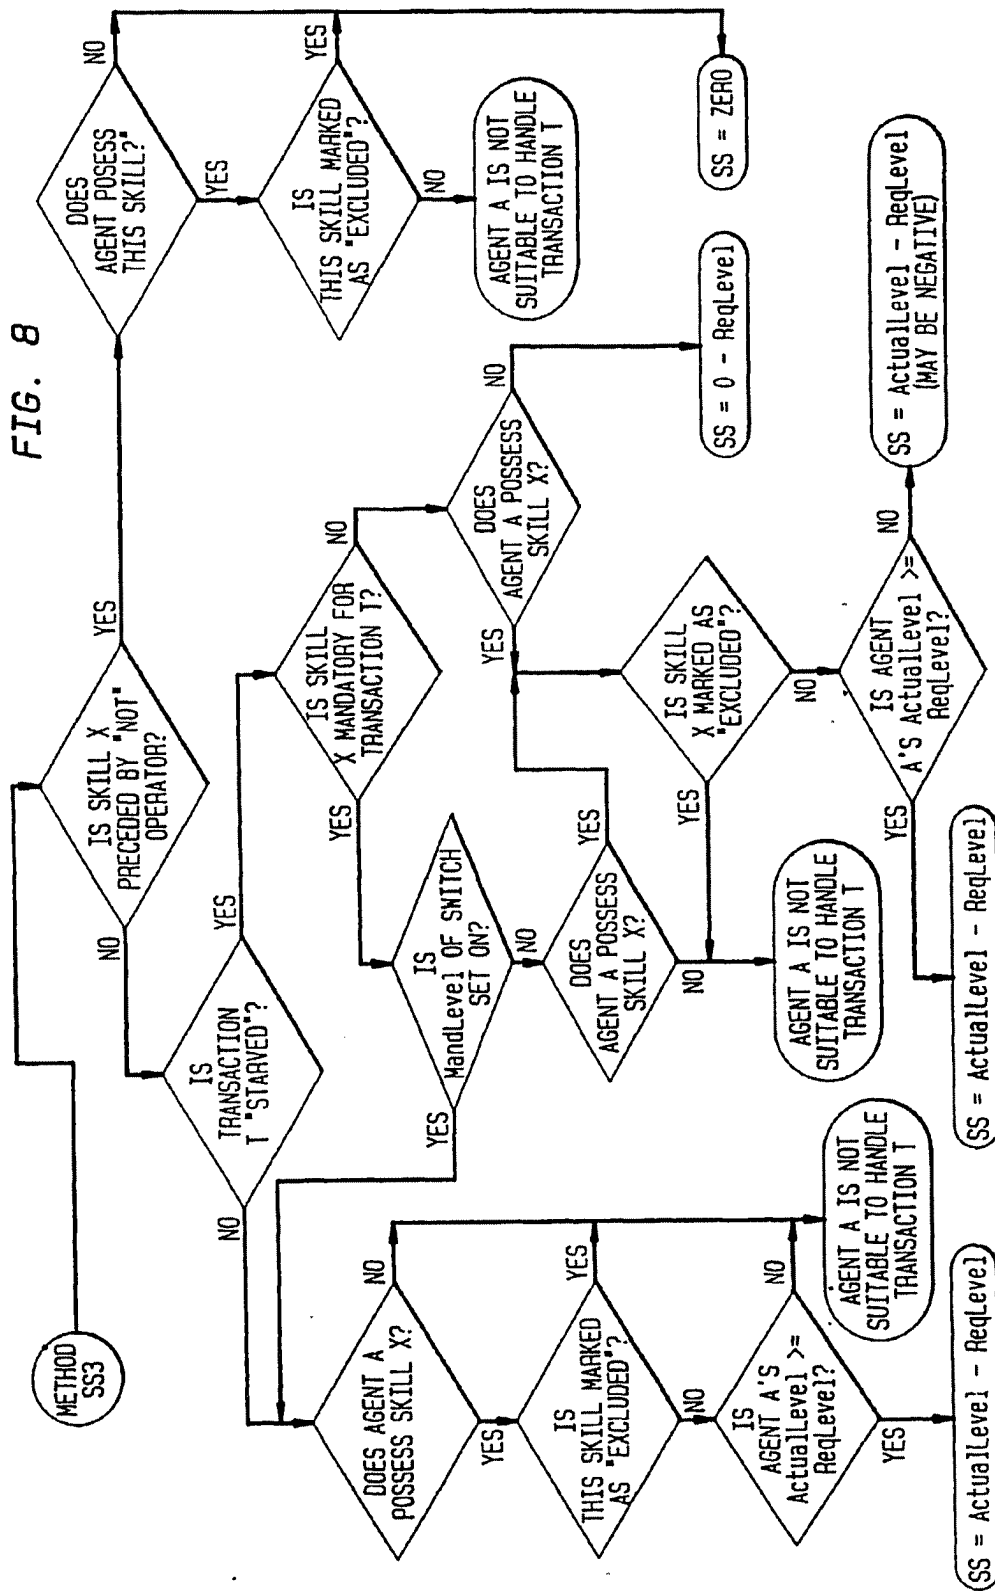 FIG. 8
METHOD
SS3
IS SKILL X
PRECEDED BY "NOT"
OPERATOR?
YES
NO
DOES
AGENT POSESS
THIS SKILL?"
NO
YES
IS
THIS SKILL MARKED
AS "EXCLUDED"?
YES
NO
AGENT A IS NOT
SUITABLE TO HANDLE
TRANSACTION T
SS = ZERO
IS
TRANSACTION
T "STARVED"?
YES
NO
IS SKILL
X MANDATORY FOR
TRANSACTION T?
NO
YES
DOES
AGENT A POSSESS
SKILL X?
NO
YES
SS = 0 - ReqLevel
IS
MandLevel OF SWITCH
SET ON?
YES
NO
DOES
AGENT A POSSESS
SKILL X?
YES
NO
IS SKILL
X MARKED AS
"EXCLUDED"?
YES
NO
AGENT A IS NOT
SUITABLE TO HANDLE
TRANSACTION T
IS AGENT
A'S ActualLevel >=
ReqLevel?
NO
YES
SS = ActualLevel - ReqLevel
(MAY BE NEGATIVE)
SS = ActualLevel - ReqLevel
DOES AGENT A
POSSESS SKILL X?
NO
YES
IS
THIS SKILL MARKED
AS "EXCLUDED"?
YES
NO
IS
AGENT A'S
ActualLevel >=
ReqLevel?
NO
YES
AGENT A IS NOT
SUITABLE TO HANDLE
TRANSACTION T
SS = ActualLevel - ReqLevel